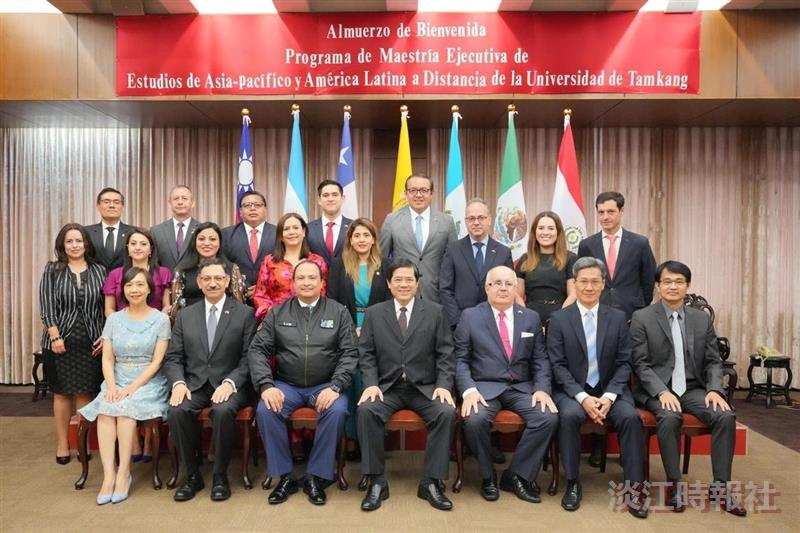 Almuerzo de Bienvenida
Programa de Maestría Ejecutiva de
Estudios de Asia-pacífico y América Latina a Distancia de la Universidad de Tamkang
淡江時報社